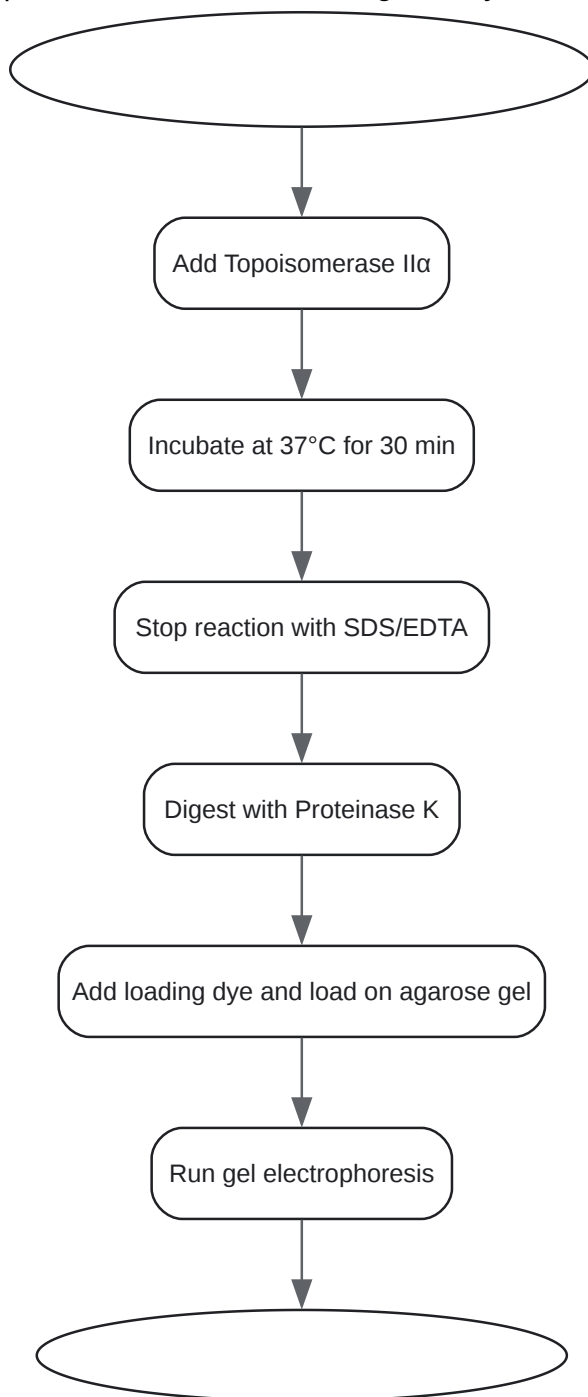 Add Topoisomerase IIα
Incubate at 37°C for 30 min
Stop reaction with SDS/EDTA
Digest with Proteinase K
Add loading dye and load on agarose gel
Run gel electrophoresis